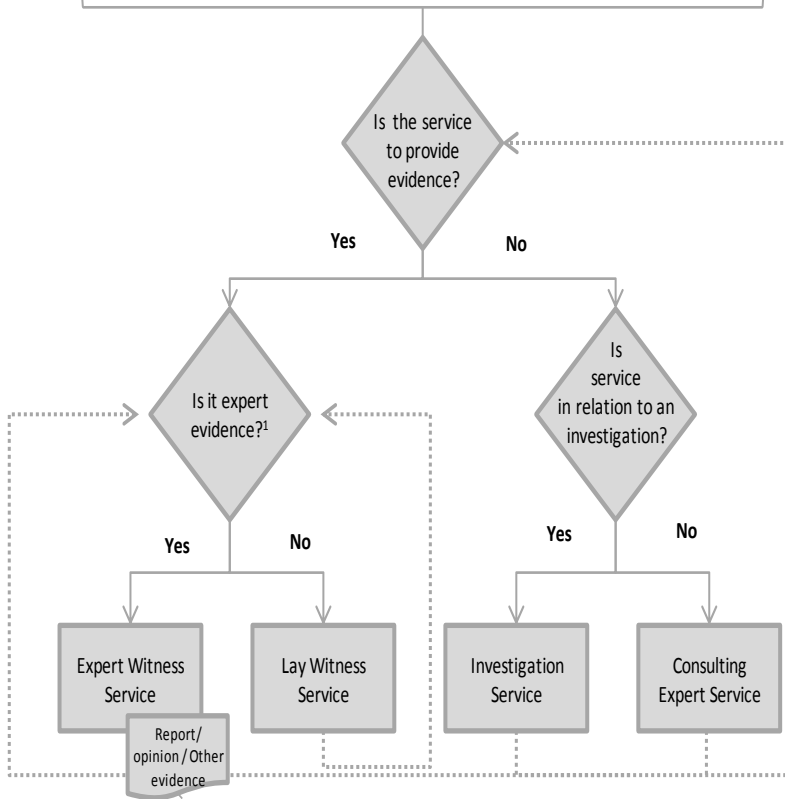 Is the service
to provide
evidence?
Yes
No
Is it expert
evidence?¹
Is
service
in relation to an
investigation?
Yes
No
Yes
No
Expert Witness
Service
Lay Witness
Service
Investigation
Service
Consulting
Expert Service
Report/
opinion / Other
evidence